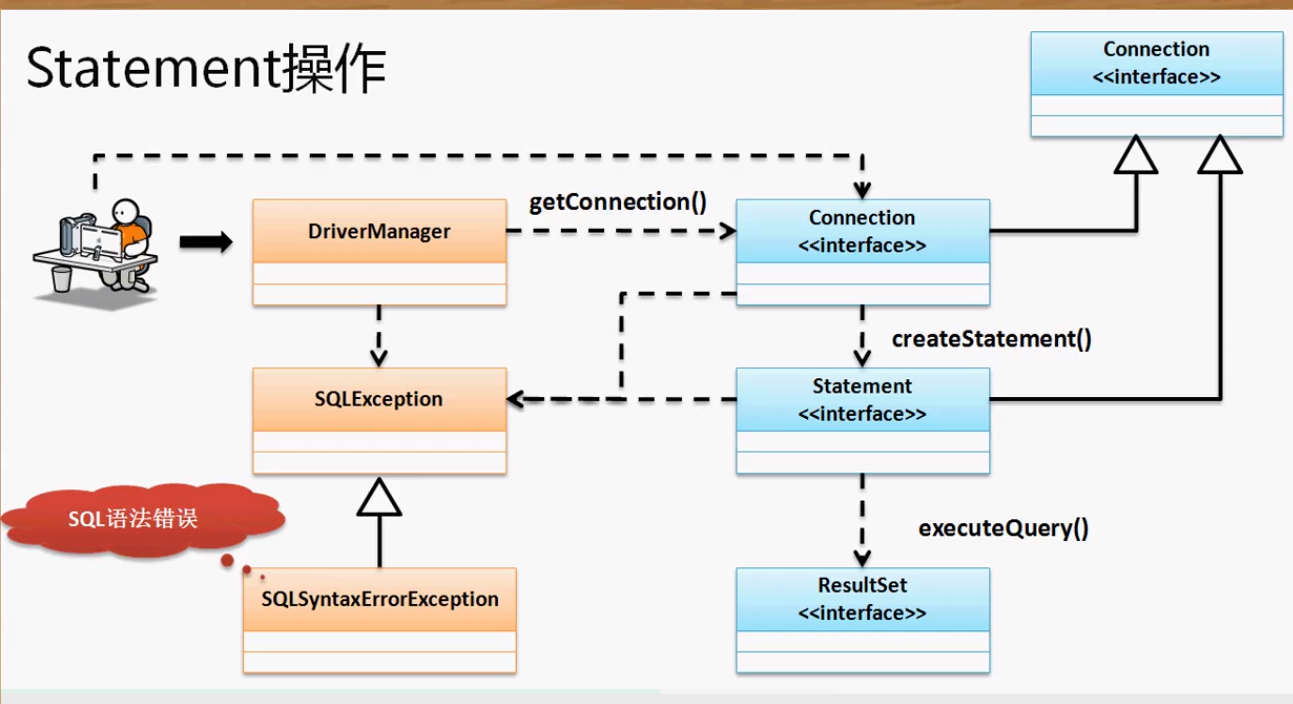 Statement操作
Connection
<<interface>>
getConnection()
DriverManager
Connection
<<interface>>
createStatement()
SQLException
Statement
<<interface>>
SQL语法错误
executeQuery()
SQLSyntaxErrorException
ResultSet
<<interface>>